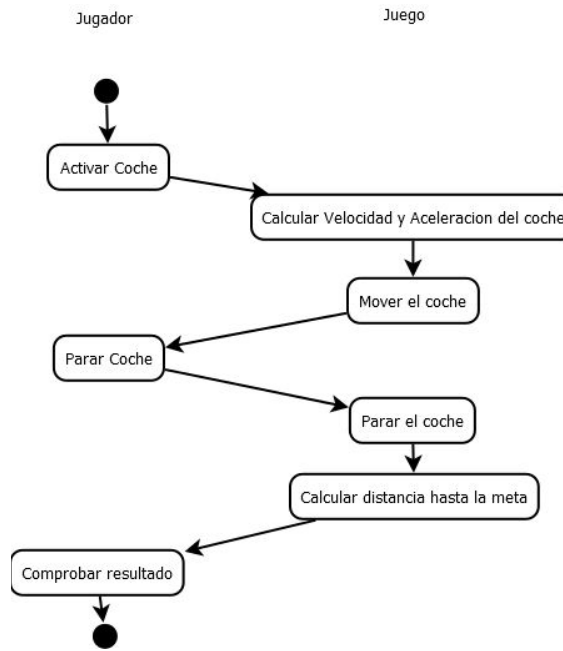 Jugador
Juego
Activar Coche
Calcular Velocidad y Aceleracion del coche
Mover el coche
Parar Coche
Parar el coche
Calcular distancia hasta la meta
Comprobar resultado